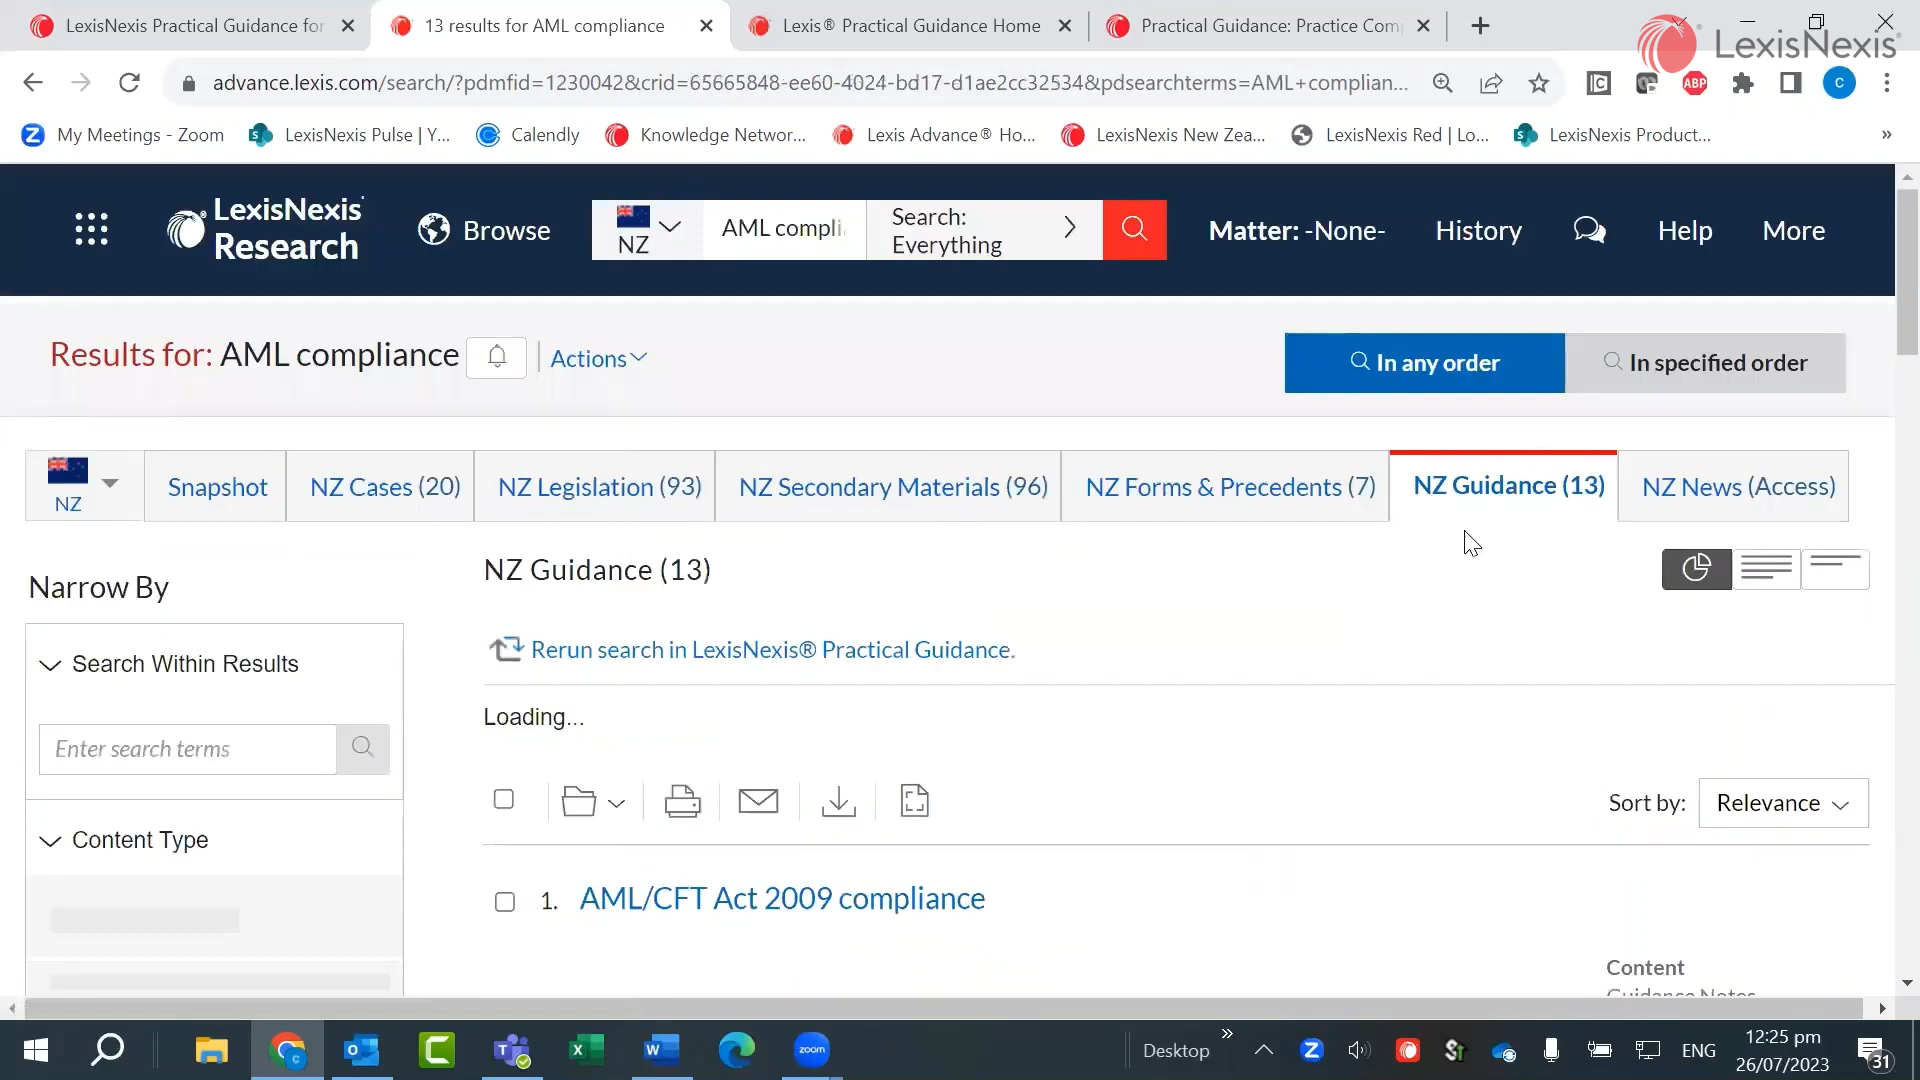 LexisNexis Practical Guidance for
13 results for AML compliance
Lexis® Practical Guidance Home
Practical Guidance: Practice Com
LexisNexis
advance.lexis.com/search/?pdmfid=1230042&crid=65665848-ee60-4024-bd17-d1ae2cc32534&pdsearchterms=AML+complian...
ABP
C
My Meetings - Zoom
LexisNexis Pulse | Y...
Calendly
Knowledge Networ...
Lexis Advance® Ho...
LexisNexis New Zea...
LexisNexis Red | Lo...
LexisNexis Product...
»
LexisNexis
Research
Browse
NZ
AML compli
Search:
Everything
Matter: -None-
History
Help
More
Results for: AML compliance
Actions
In any order
In specified order
NZ
Snapshot
NZ Cases (20)
NZ Legislation (93)
NZ Secondary Materials (96)
NZ Forms & Precedents (7)
NZ Guidance (13)
NZ News (Access)
Narrow By
NZ Guidance (13)
Search Within Results
Rerun search in LexisNexis® Practical Guidance.
Loading...
Enter search terms
Sort by:
Relevance
Content Type
1. AML/CFT Act 2009 compliance
Content
Guidance Notes
zoom
Desktop
»
ENG
12:25 pm
26/07/2023
31